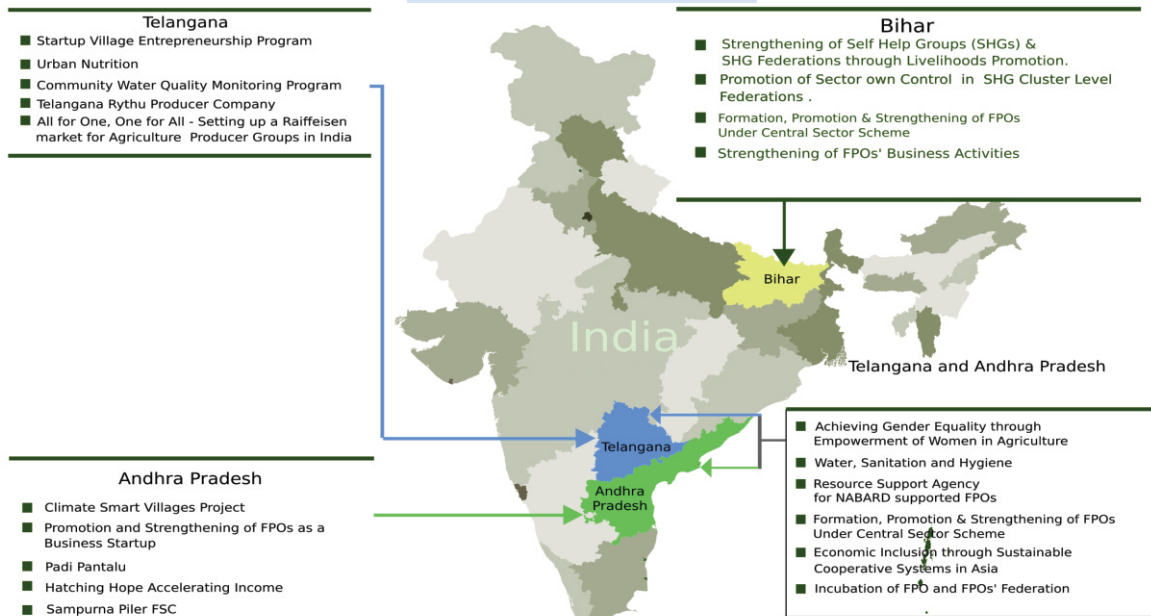 Telangana
Startup Village Entrepreneurship Program
Urban Nutrition
Community Water Quality Monitoring Program
Telangana Rythu Producer Company
All for One, One for All - Setting up a Raiffeisen
market for Agriculture Producer Groups in India
Bihar
Strengthening of Self Help Groups (SHGs) &
SHG Federations through Livelihoods Promotion.
Promotion of Sector own Control in SHG Cluster Level
Federations .
Formation, Promotion & Strengthening of FPOs
Under Central Sector Scheme
Strengthening of FPOs' Business Activities
Bihar
India
Telangana
Andhra
Pradesh
Telangana and Andhra Pradesh
Achieving Gender Equality through
Empowerment of Women in Agriculture
Water, Sanitation and Hygiene
Resource Support Agency
for NABARD supported FPOs
Formation, Promotion & Strengthening of FPOs
Under Central Sector Scheme
Economic Inclusion through Sustainable
Cooperative Systems in Asia
Incubation of FPO and FPOs' Federation
Andhra Pradesh
Climate Smart Villages Project
Promotion and Strengthening of FPOs as a
Business Startup
Padi Pantalu
Hatching Hope Accelerating Income
Sampurna Piler FSC